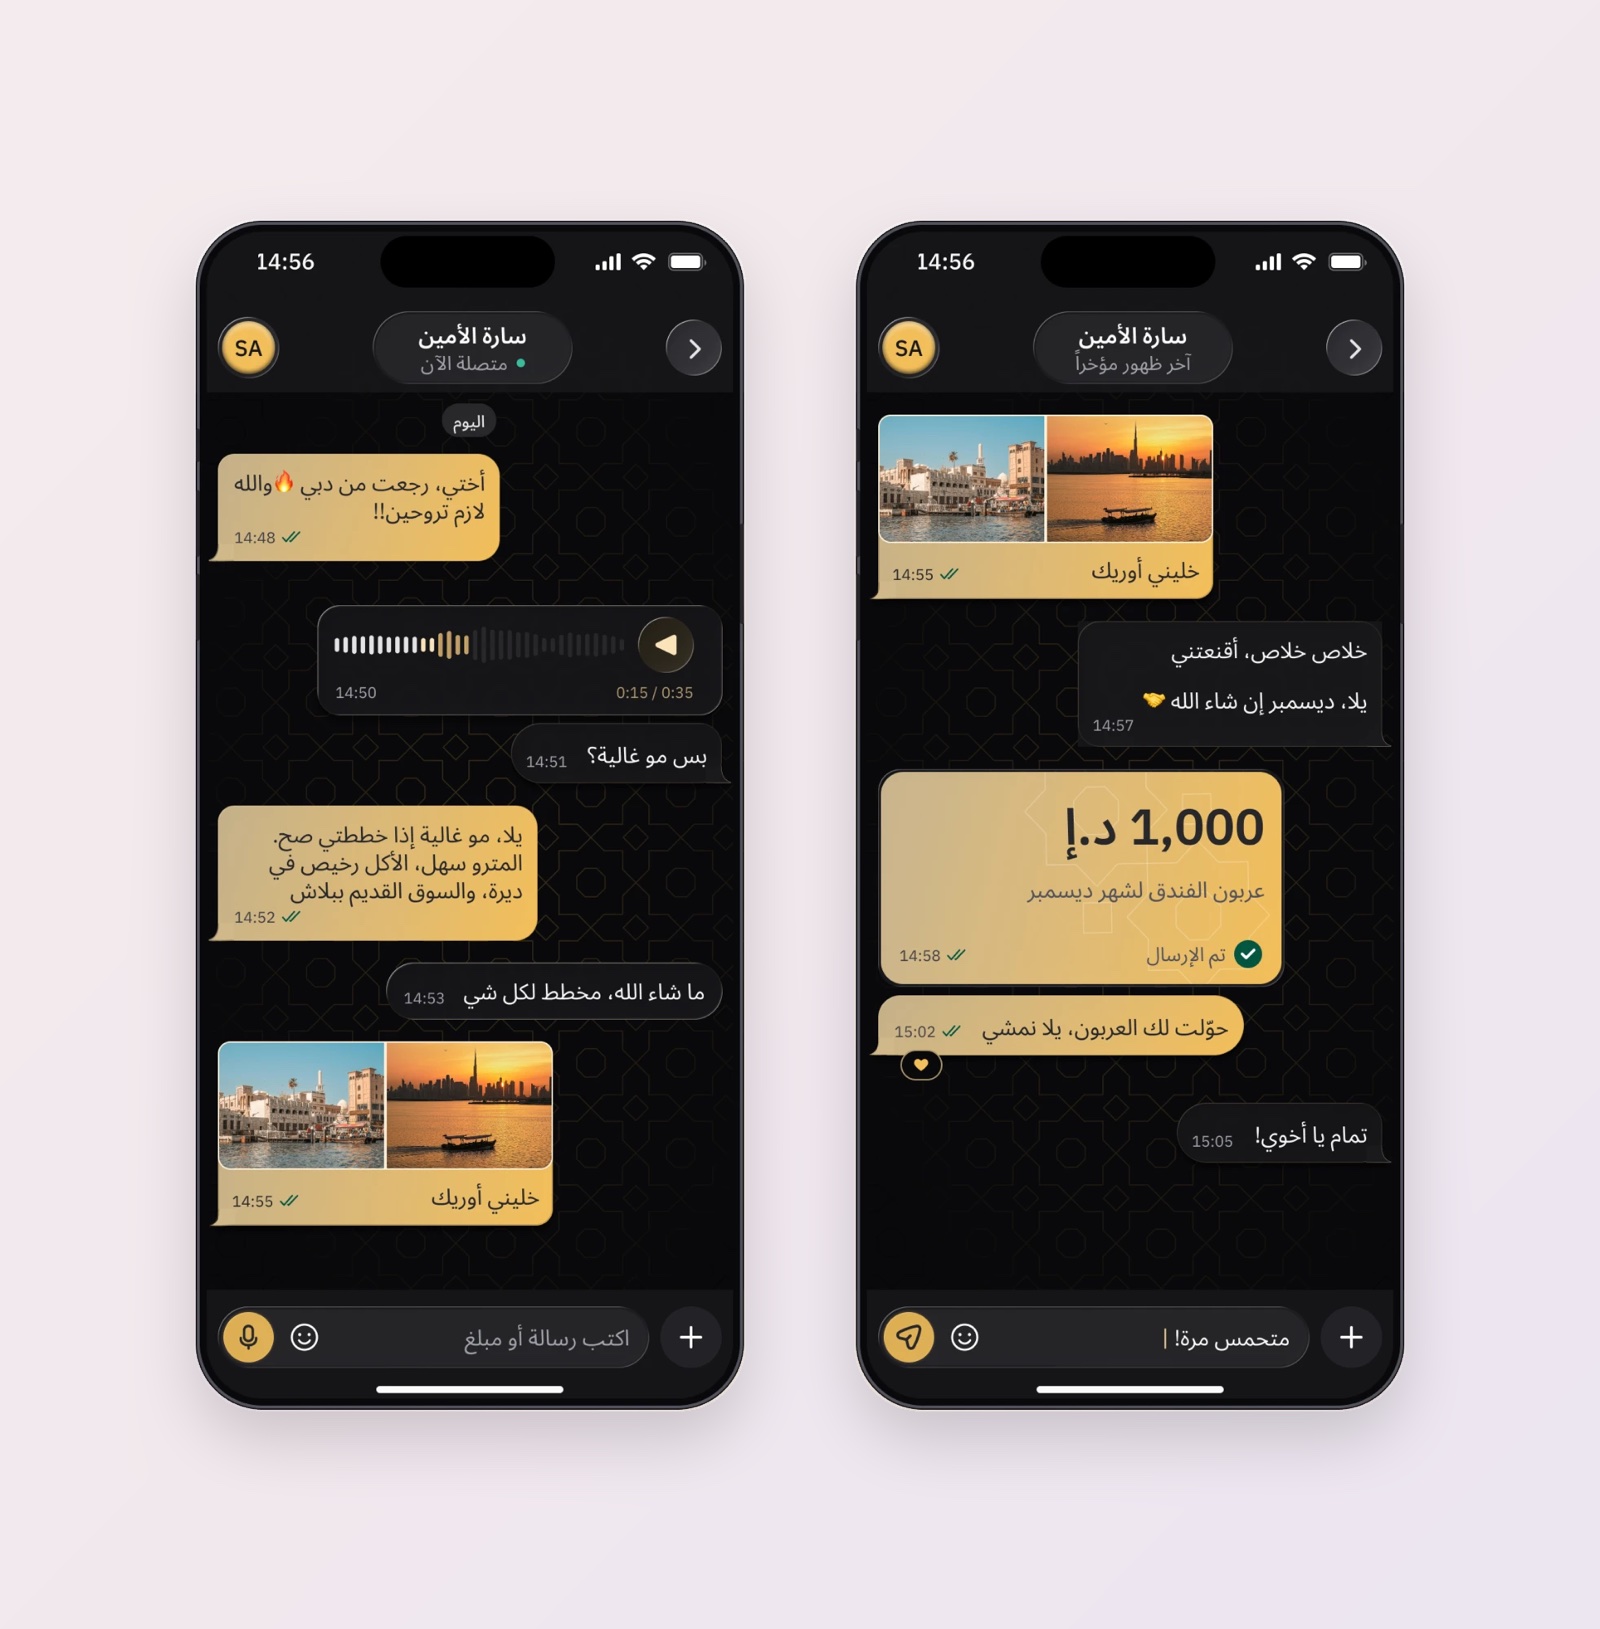 14:56
SA
سارة الأمين
متصلة الآن
اليوم
أختي، رجعت من دبي 🔥والله
لازم تروحين!!
14:48
14:50
0:15 / 0:35
بس مو غالية؟
14:51
يلا، مو غالية إذا خططتي صح.
المترو سهل، الأكل رخيص في
ديرة، والسوق القديم ببلاش
14:52
ما شاء الله، مخطط لكل شي
14:53
خليني أوريك
14:55
اكتب رسالة أو مبلغ
14:56
SA
سارة الأمين
آخر ظهور مؤخراً
خليني أوريك
14:55
خلاص خلاص، أقنعتني
يلا، ديسمبر إن شاء الله 🤝
14:57
1,000 د.إ
عربون الفندق لشهر ديسمبر
تم الإرسال
14:58
حوّلت لك العربون، يلا نمشي
15:02
تمام يا أخوي!
15:05
متحمس مرة!